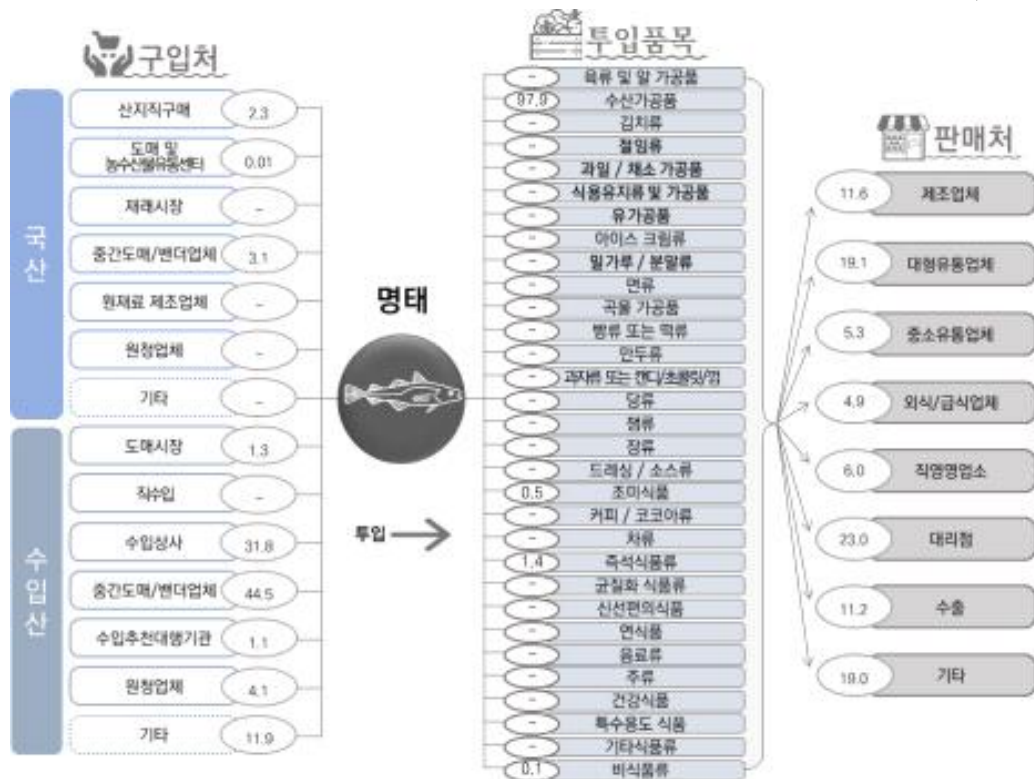 구입처
국산
산지직구매 2.3
도매 및
농수산물유통센터 0.01
재래시장 -
중간도매/밴더업체 3.1
원재료 제조업체 -
원청업체 -
기타 -
수입산
도매시장 1.3
직수입 -
수입상사 31.8
중간도매/밴더업체 44.5
수입추천대행기관 1.1
원청업체 4.1
기타 11.9
명태
투입
투입품목
- 육류 및 알 가공품
97.9 수산가공품
- 김치류
- 절임류
- 과일 / 채소 가공품
- 식용유지류 및 가공품
- 유가공품
- 아이스 크림류
- 밀가루 / 분말류
- 면류
- 곡물 가공품
- 빵류 또는 떡류
- 만두류
- 과자류 또는 캔디/초콜릿/껌
- 당류
- 잼류
- 장류
- 드레싱 / 소스류
0.5 조미식품
- 커피 / 코코아류
- 차류
1.4 즉석식품류
- 균질화 식품류
- 신선편의식품
- 연식품
- 음료류
- 주류
- 건강식품
- 특수용도 식품
- 기타식품류
0.1 비식품류
판매처
11.6 제조업체
19.1 대형유통업체
5.3 중소유통업체
4.9 외식/급식업체
6.0 직영영업소
23.0 대리점
11.2 수출
19.0 기타